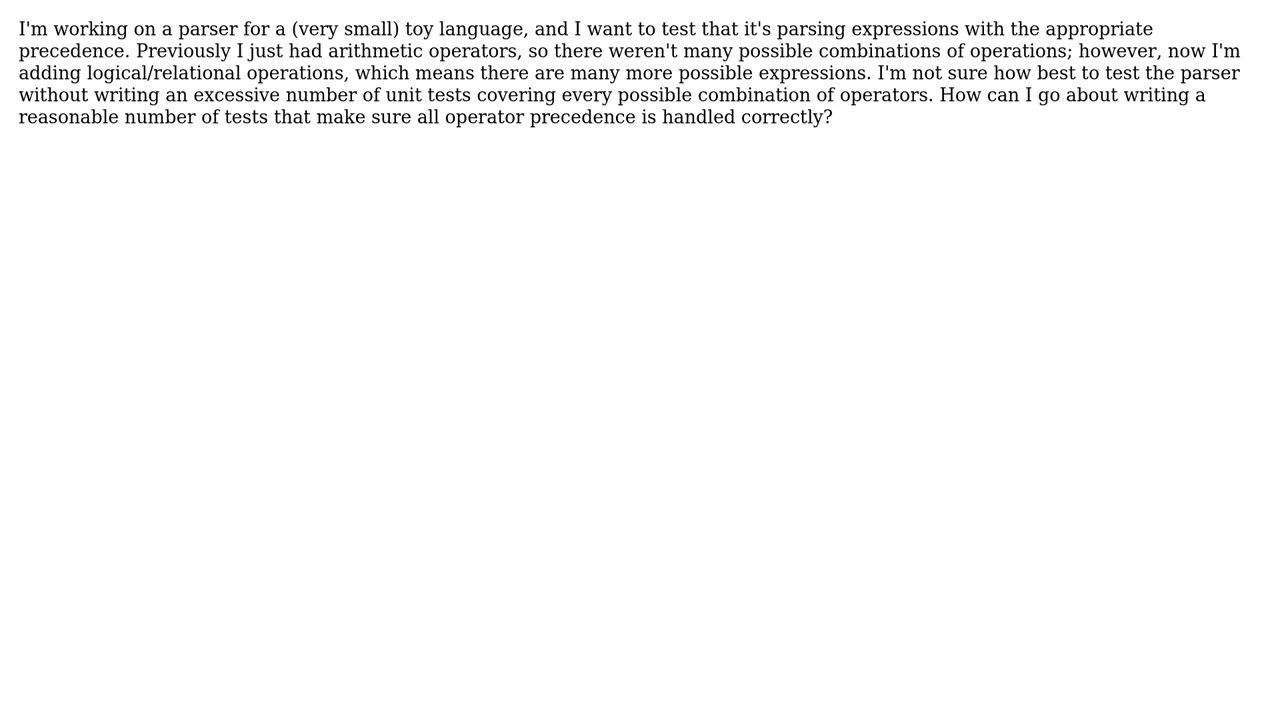 I'm working on a parser for a (very small) toy language, and I want to test that it's parsing expressions with the appropriate
precedence. Previously I just had arithmetic operators, so there weren't many possible combinations of operations; however, now I'm
adding logical/relational operations, which means there are many more possible expressions. I'm not sure how best to test the parser
without writing an excessive number of unit tests covering every possible combination of operators. How can I go about writing a
reasonable number of tests that make sure all operator precedence is handled correctly?